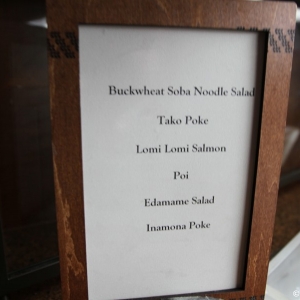 Buckwheat Soba Noodle Salad
Tako Poke
Lomi Lomi Salmon
Poi
Edamame Salad
Inamona Poke